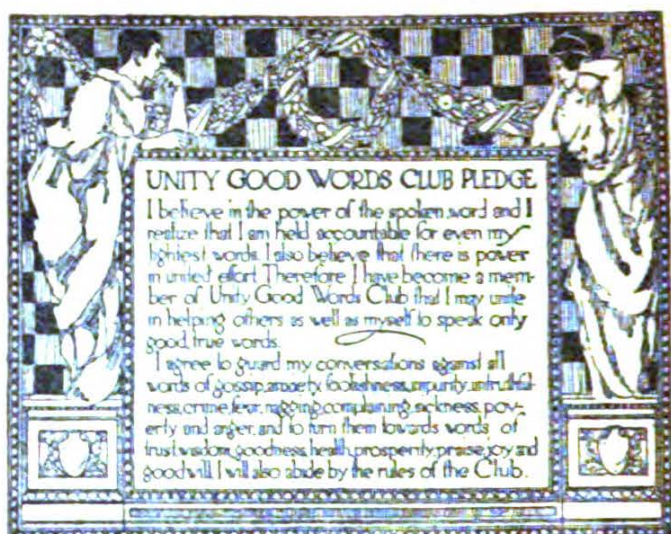 UNITY GOOD WORDS CLUB PLEDGE
I believe in the power of the spoken word and I
realize that I am held accountable for even my
lightest words. I also believe that there is power
in united effort. Therefore I have become a mem-
ber of Unity Good Words Club that I may unite
in helping others as well as myself to speak only
good, true words.
I agree to guard my conversations against all
words of gossip, anxiety, foolishness, impurity, untruthful-
ness, crime, fear, nagging, complaining, sickness, pov-
erty and anger, and to turn them towards words of
trust, wisdom, goodness, health, prosperity, praise, joy and
goodwill. I will also abide by the rules of the Club.